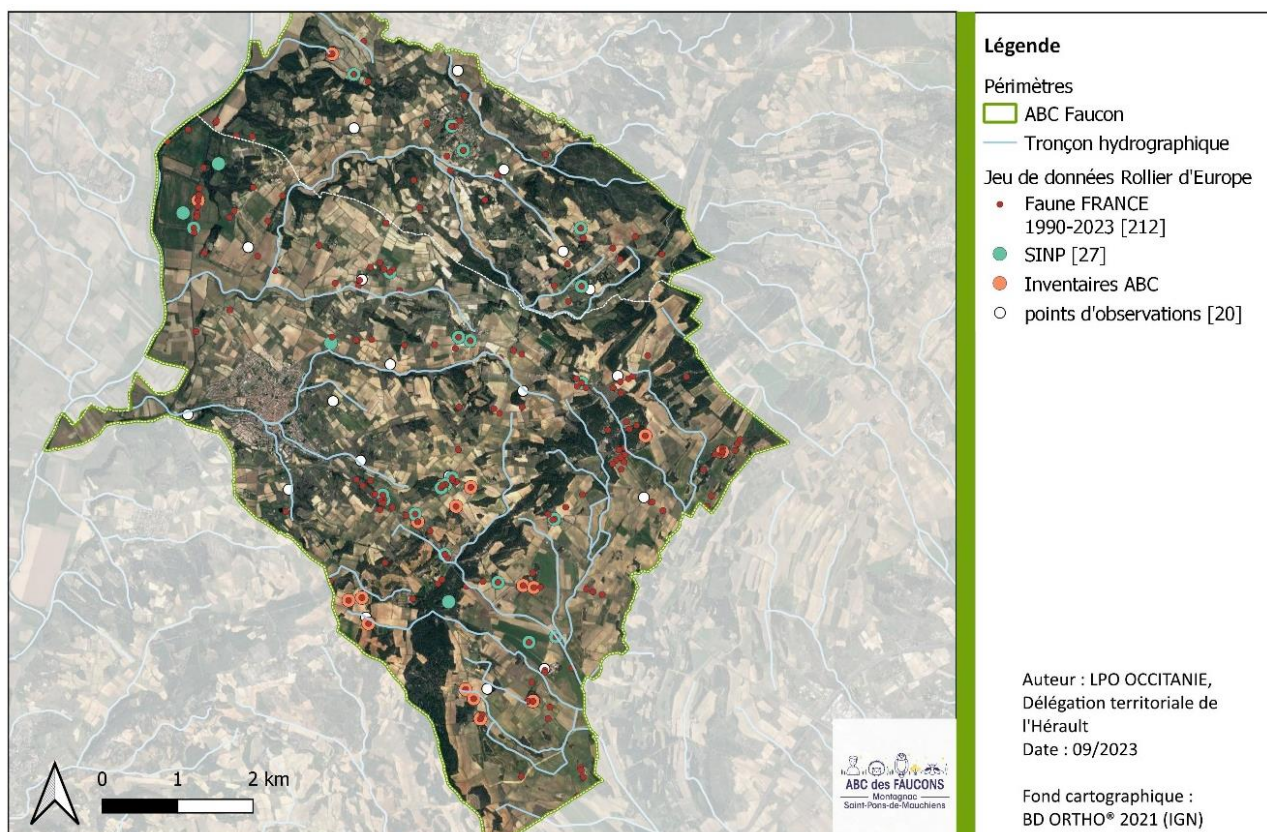 Légende
Périmètres
ABC Faucon
Tronçon hydrographique
Jeu de données Rollier d'Europe
Faune FRANCE
1990-2023 [212]
SINP [27]
Inventaires ABC
points d'observations [20]
Auteur : LPO OCCITANIE,
Délégation territoriale de
l'Hérault
Date : 09/2023
Fond cartographique :
BD ORTHO® 2021 (IGN)
0 1 2 km
ABC des FAUCONS
Montagnac
Saint-Pons-de-Mauchiens